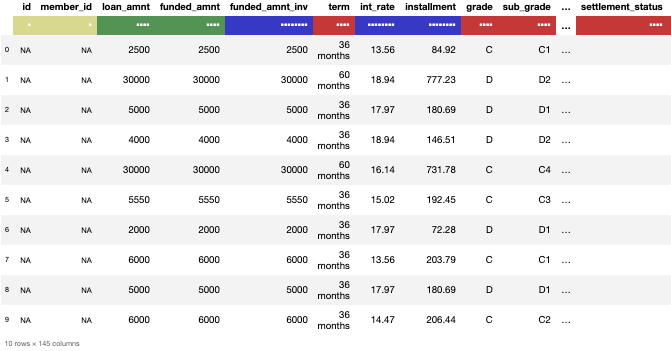 id member_id loan_amnt funded_amnt funded_amnt_inv term int_rate installment grade sub_grade ... settlement_status
...
0 NA NA 2500 2500 2500 36 months 13.56 84.92 C C1 ...
1 NA NA 30000 30000 30000 60 months 18.94 777.23 D D2 ...
2 NA NA 5000 5000 5000 36 months 17.97 180.69 D D1 ...
3 NA NA 4000 4000 4000 36 months 18.94 146.51 D D2 ...
4 NA NA 30000 30000 30000 60 months 16.14 731.78 C C4 ...
5 NA NA 5550 5550 5550 36 months 15.02 192.45 C C3 ...
6 NA NA 2000 2000 2000 36 months 17.97 72.28 D D1 ...
7 NA NA 6000 6000 6000 36 months 13.56 203.79 C C1 ...
8 NA NA 5000 5000 5000 36 months 17.97 180.69 D D1 ...
9 NA NA 6000 6000 6000 36 months 14.47 206.44 C C2 ...
10 rows × 145 columns